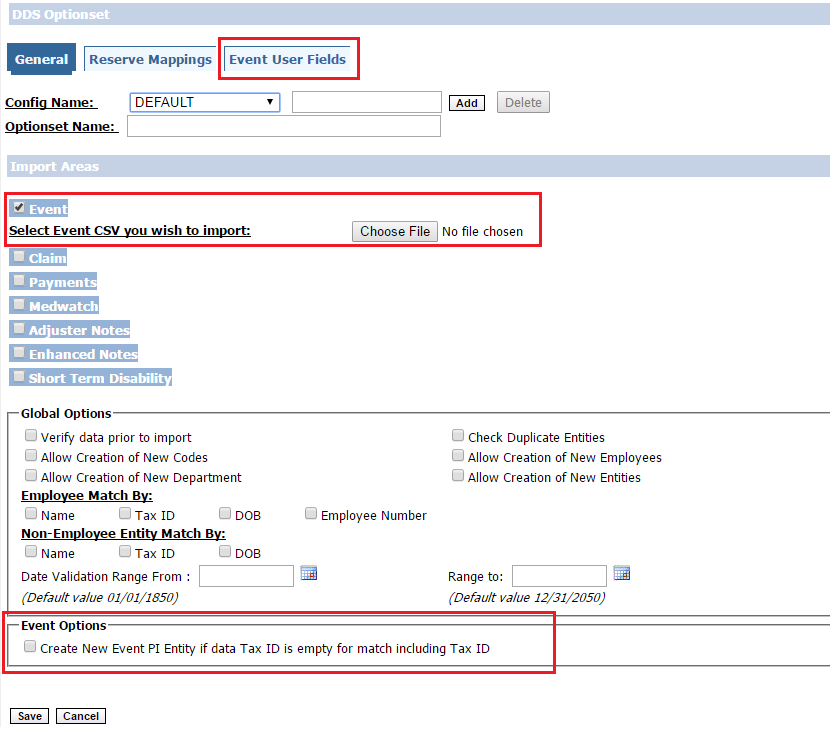 DDS Optionset
General Reserve Mappings Event User Fields
Config Name: DEFAULT Add Delete
Optionset Name:
Import Areas
Event
Select Event CSV you wish to import: Choose File No file chosen
Claim
Payments
Medwatch
Adjuster Notes
Enhanced Notes
Short Term Disability
Global Options
Verify data prior to import Check Duplicate Entities
Allow Creation of New Codes Allow Creation of New Employees
Allow Creation of New Department Allow Creation of New Entities
Employee Match By:
Name Tax ID DOB Employee Number
Non-Employee Entity Match By:
Name Tax ID DOB
Date Validation Range From : Range to:
(Default value 01/01/1850) (Default value 12/31/2050)
Event Options
Create New Event PI Entity if data Tax ID is empty for match including Tax ID
Save Cancel